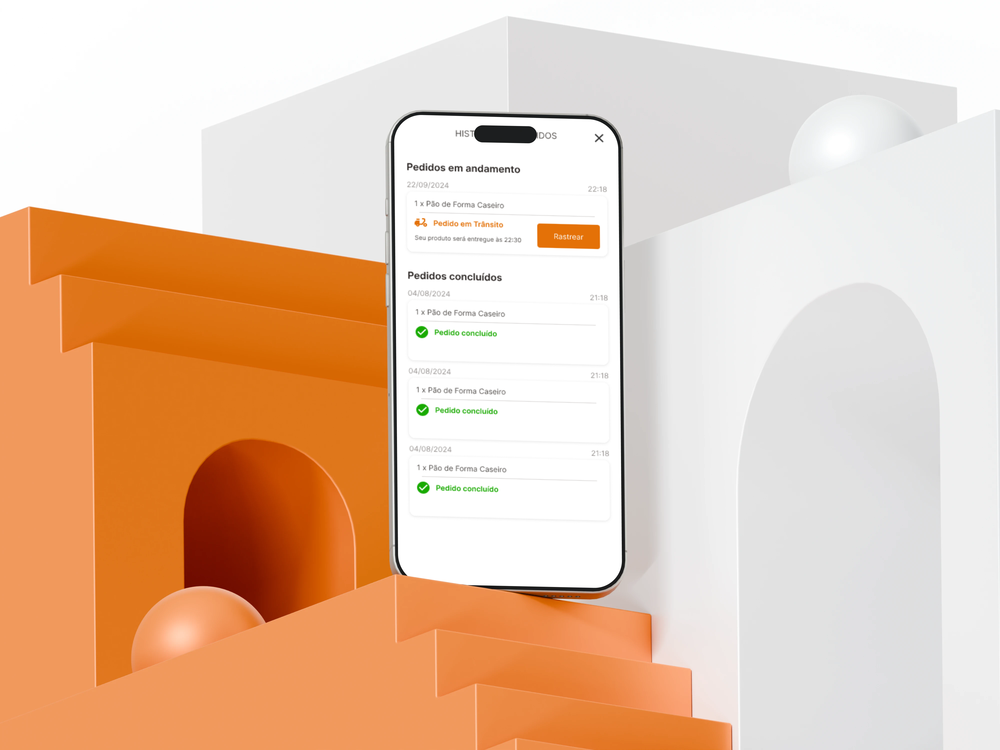 HIST IDOS
Pedidos em andamento
22/09/2024 22:18
1 x Pão de Forma Caseiro
Pedido em Trânsito
Seu produto será entregue às 22:30
Rastrear
Pedidos concluídos
04/08/2024 21:18
1 x Pão de Forma Caseiro
Pedido concluído
04/08/2024 21:18
1 x Pão de Forma Caseiro
Pedido concluído
04/08/2024 21:18
1 x Pão de Forma Caseiro
Pedido concluído